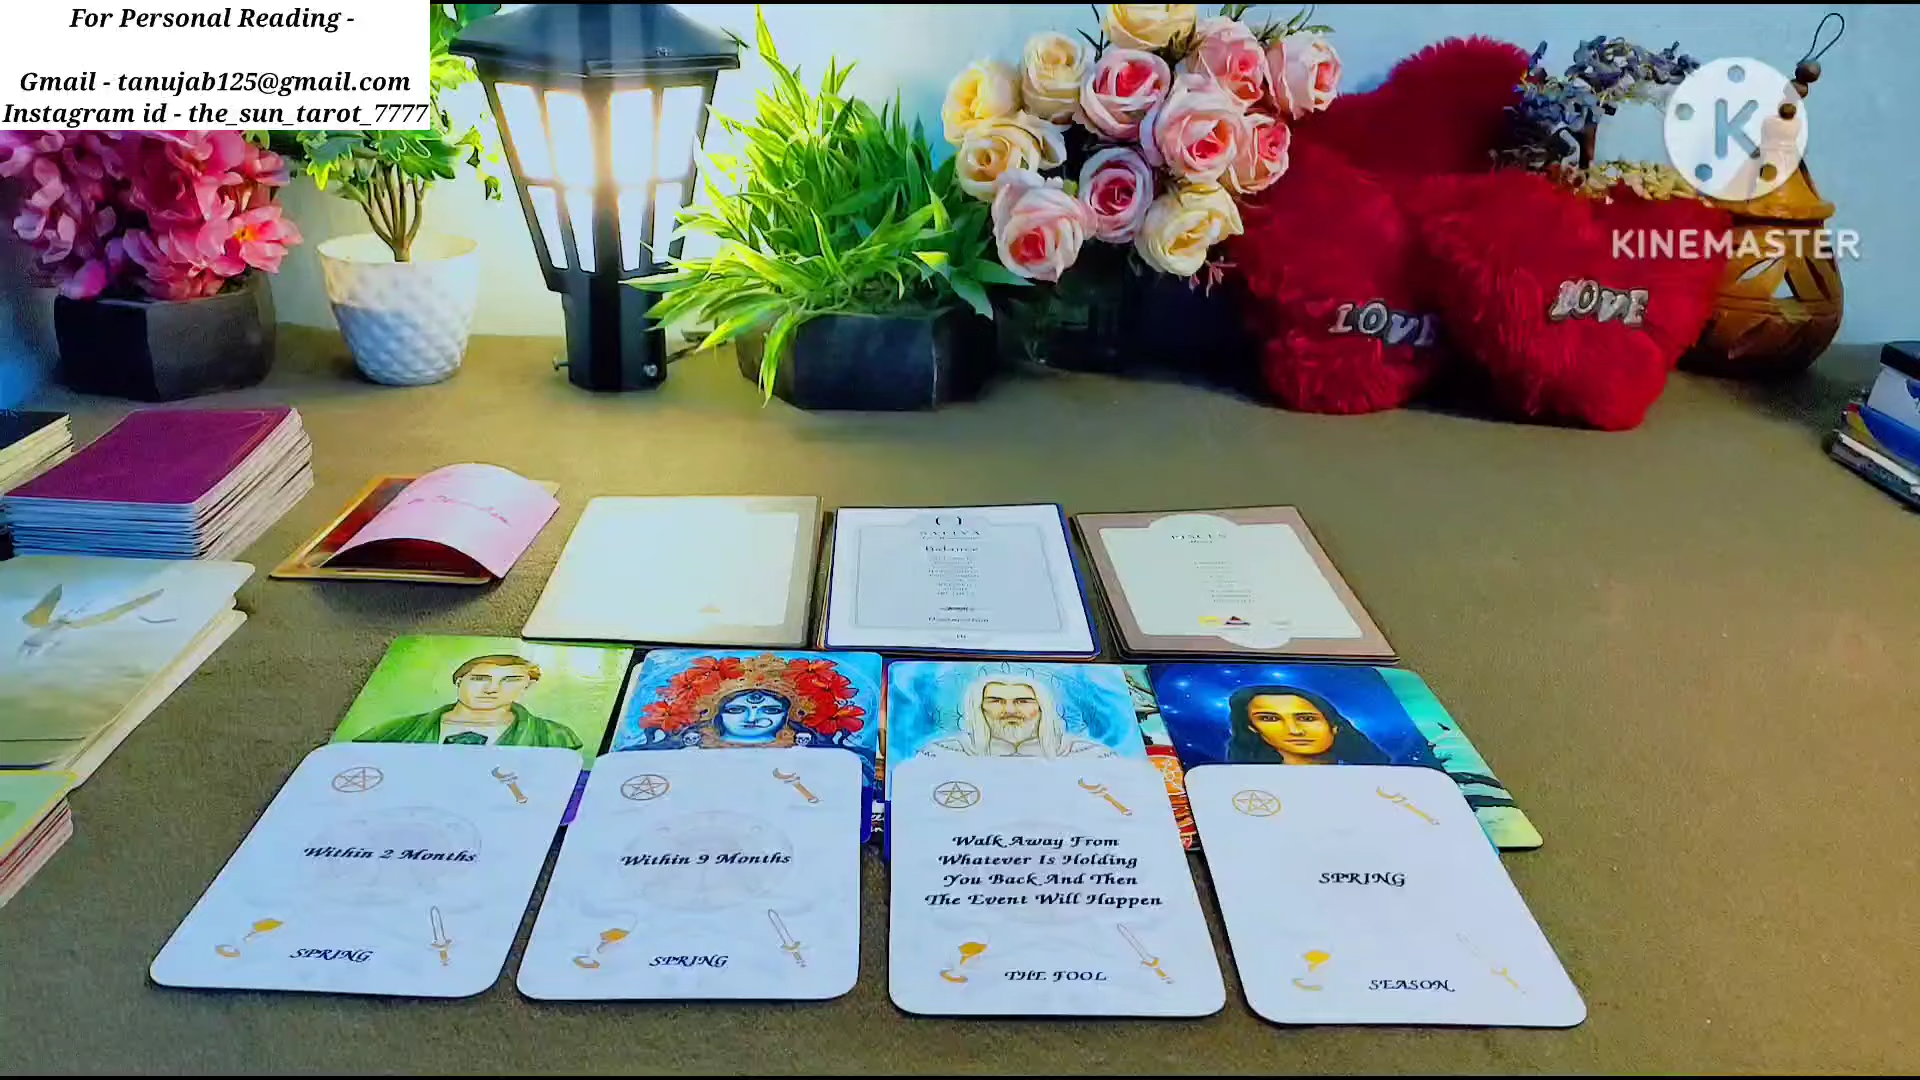 For Personal Reading -
Gmail - tanujab125@gmail.com
Instagram id - the_sun_tarot_7777
K
KINEMASTER
LOVE
LOVE
Balance
PISCES
Within 2 Months
SPRING
Within 9 Months
SPRING
Walk Away From
Whatever Is Holding
You Back And Then
The Event Will Happen
THE FOOL
SPRING
SEASON